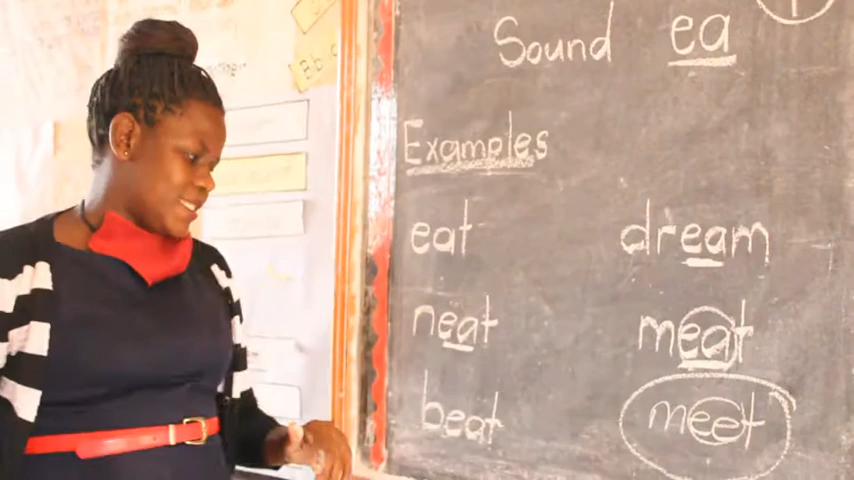 Sound ea
Examples
eat dream
neat meat
beat meet